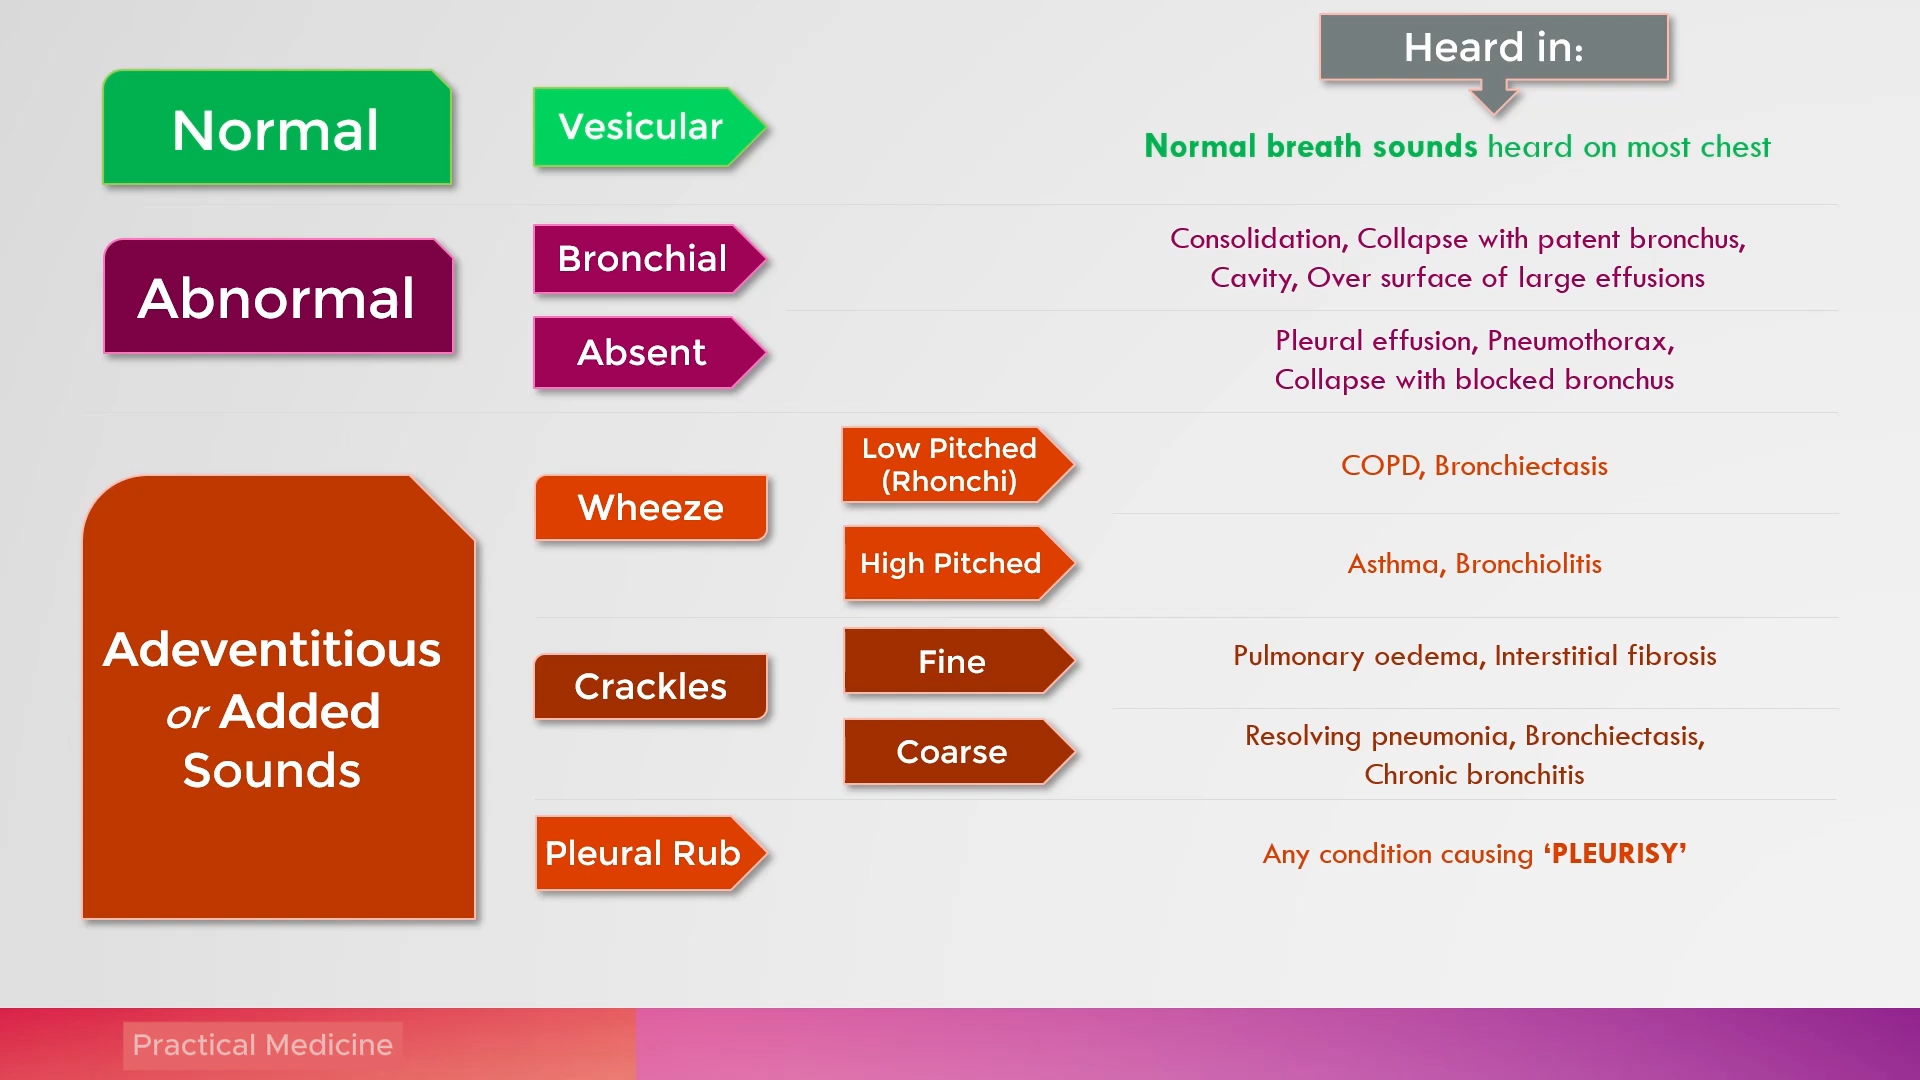 Heard in:
Normal
Vesicular
Normal breath sounds heard on most chest
Abnormal
Bronchial
Consolidation, Collapse with patent bronchus,
Cavity, Over surface of large effusions
Absent
Pleural effusion, Pneumothorax,
Collapse with blocked bronchus
Adeventitious
or Added
Sounds
Wheeze
Low Pitched
(Rhonchi)
COPD, Bronchiectasis
High Pitched
Asthma, Bronchiolitis
Crackles
Fine
Pulmonary oedema, Interstitial fibrosis
Coarse
Resolving pneumonia, Bronchiectasis,
Chronic bronchitis
Pleural Rub
Any condition causing ‘PLEURISY’
Practical Medicine